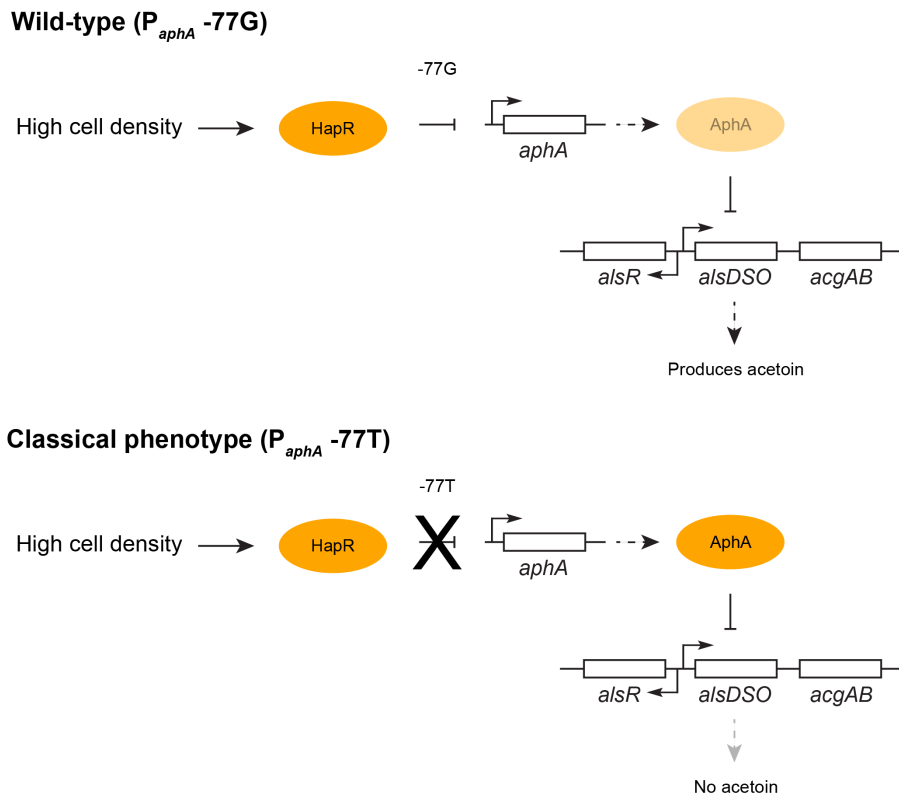 Wild-type (PaphA -77G)
-77G
High cell density
HapR
aphA
AphA
alsR
alsDSO
acgAB
Produces acetoin
Classical phenotype (PaphA -77T)
-77T
High cell density
HapR
X
aphA
AphA
alsR
alsDSO
acgAB
No acetoin